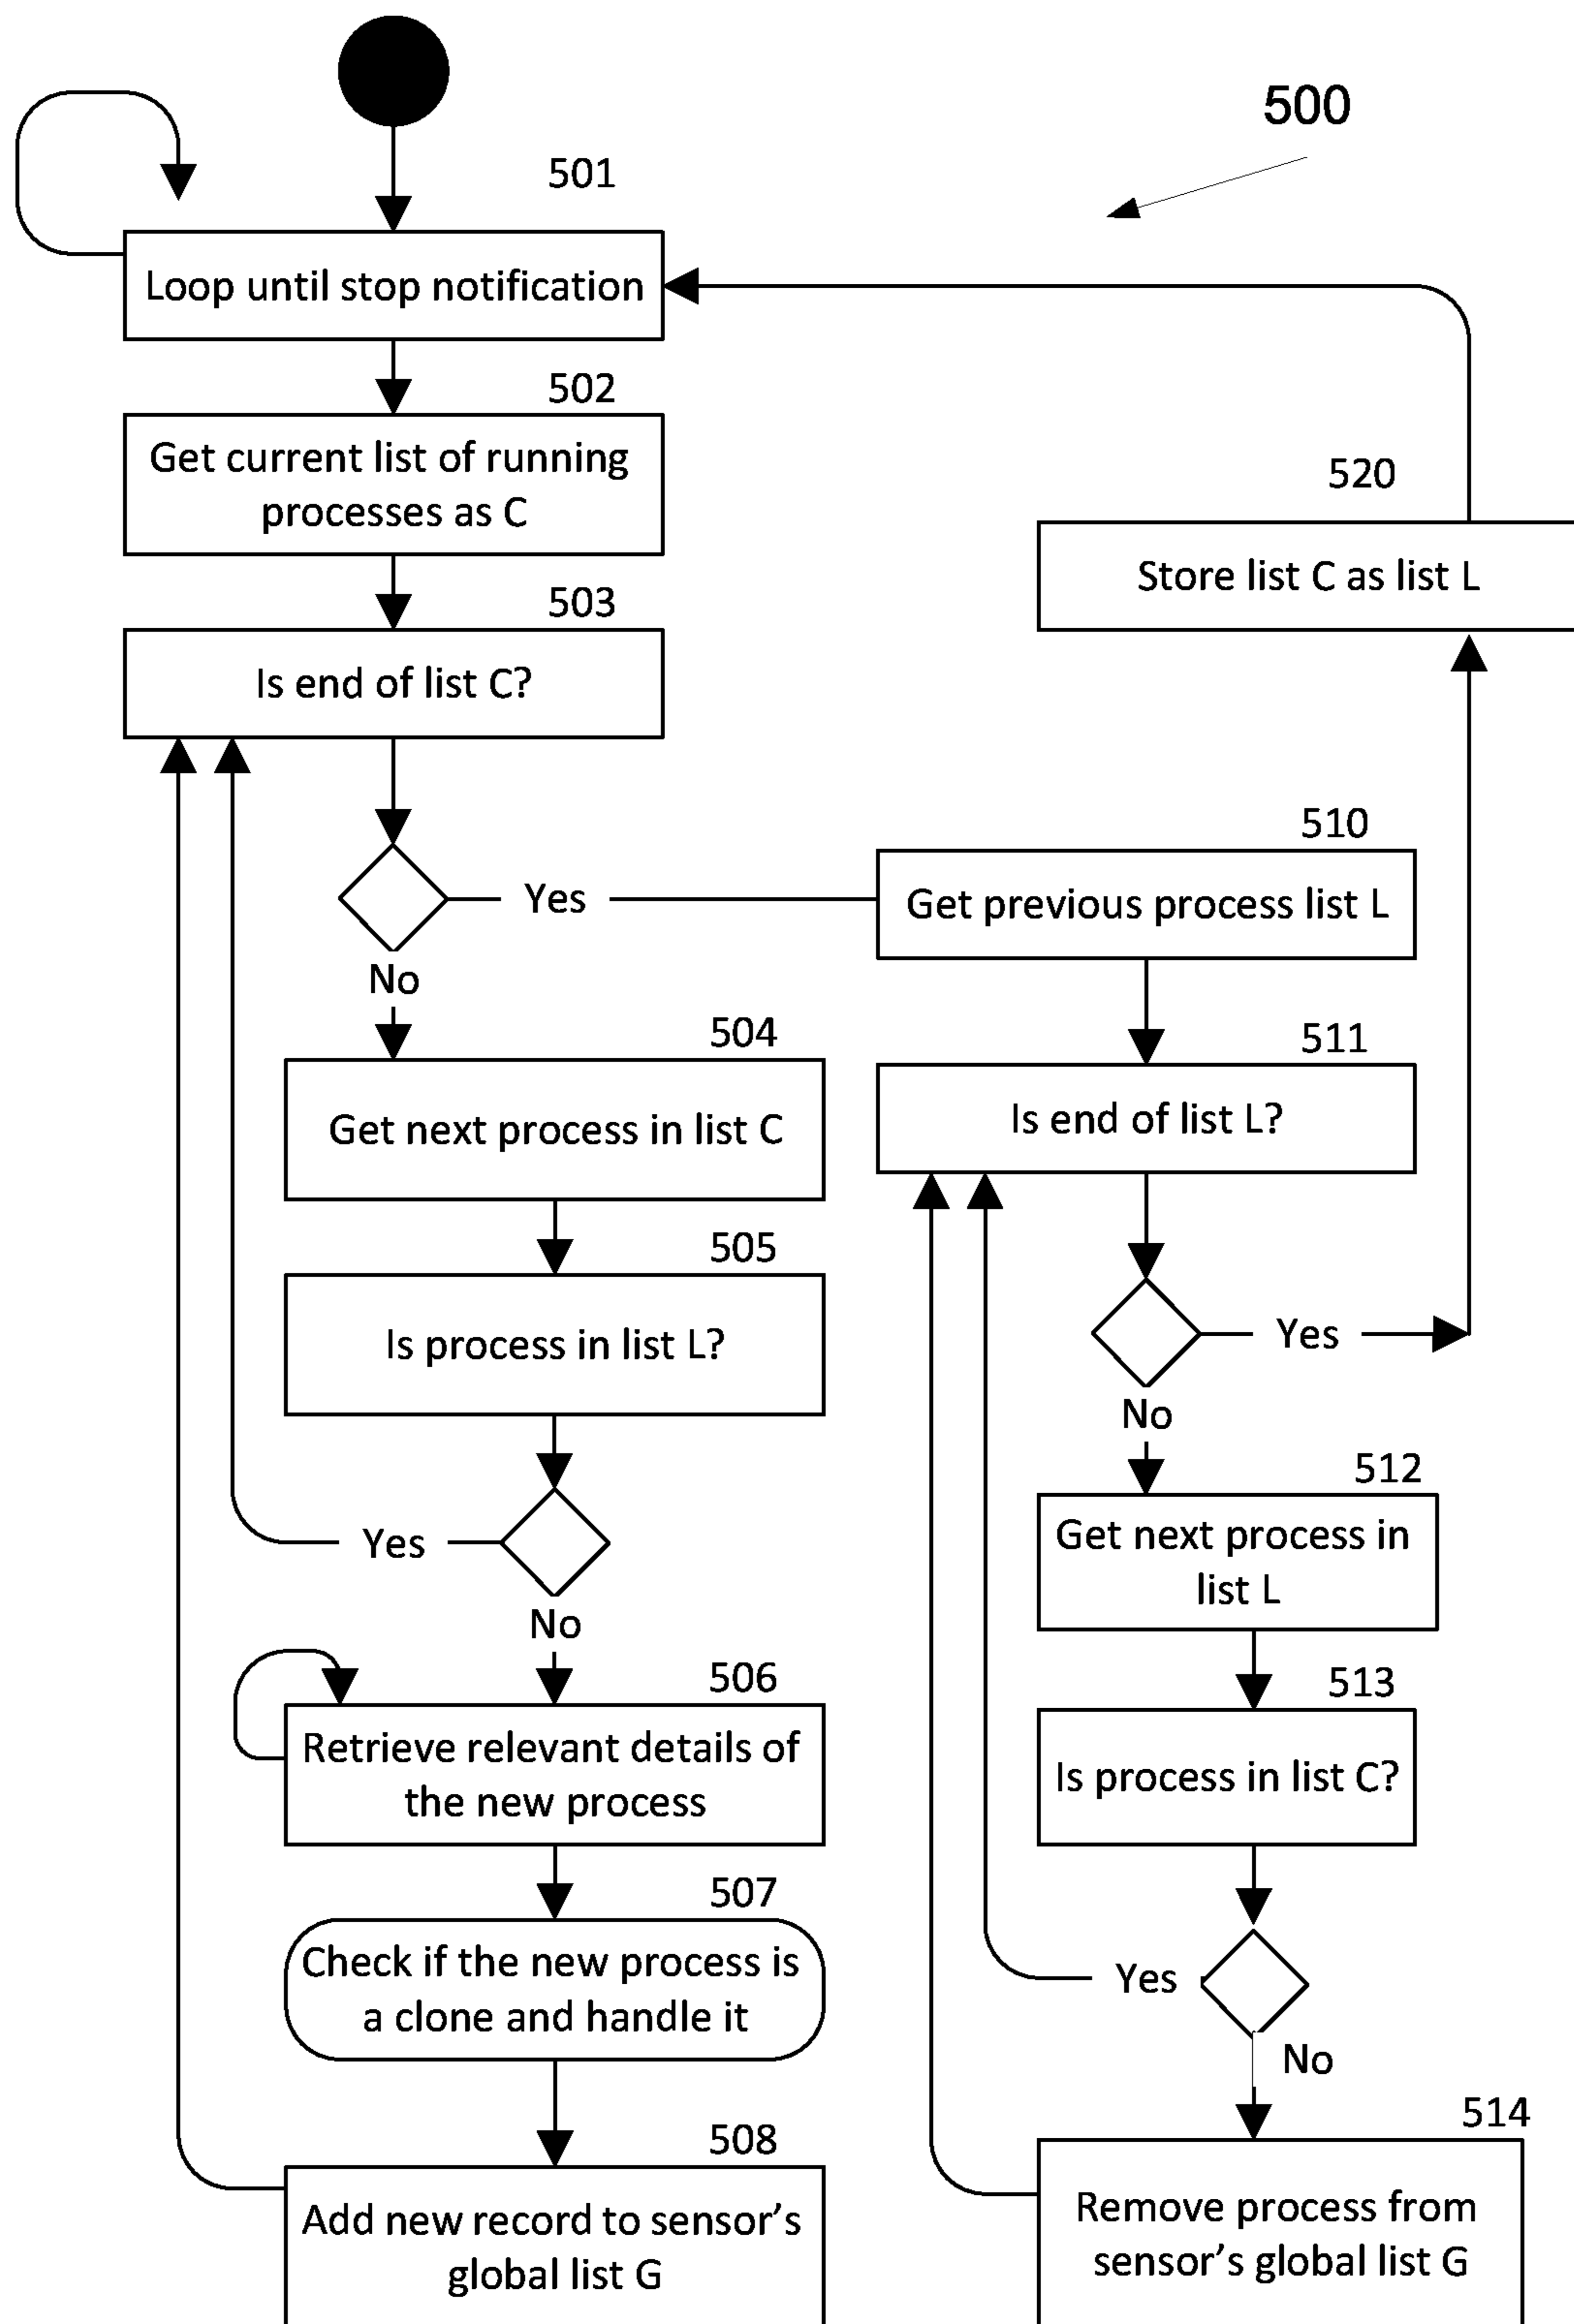 500
501
Loop until stop notification
502
Get current list of running
processes as C
503
Is end of list C?
Yes
No
504
Get next process in list C
505
Is process in list L?
Yes
No
506
Retrieve relevant details of
the new process
507
Check if the new process is
a clone and handle it
508
Add new record to sensor’s
global list G
510
Get previous process list L
511
Is end of list L?
Yes
No
512
Get next process in
list L
513
Is process in list C?
Yes
No
514
Remove process from
sensor’s global list G
520
Store list C as list L